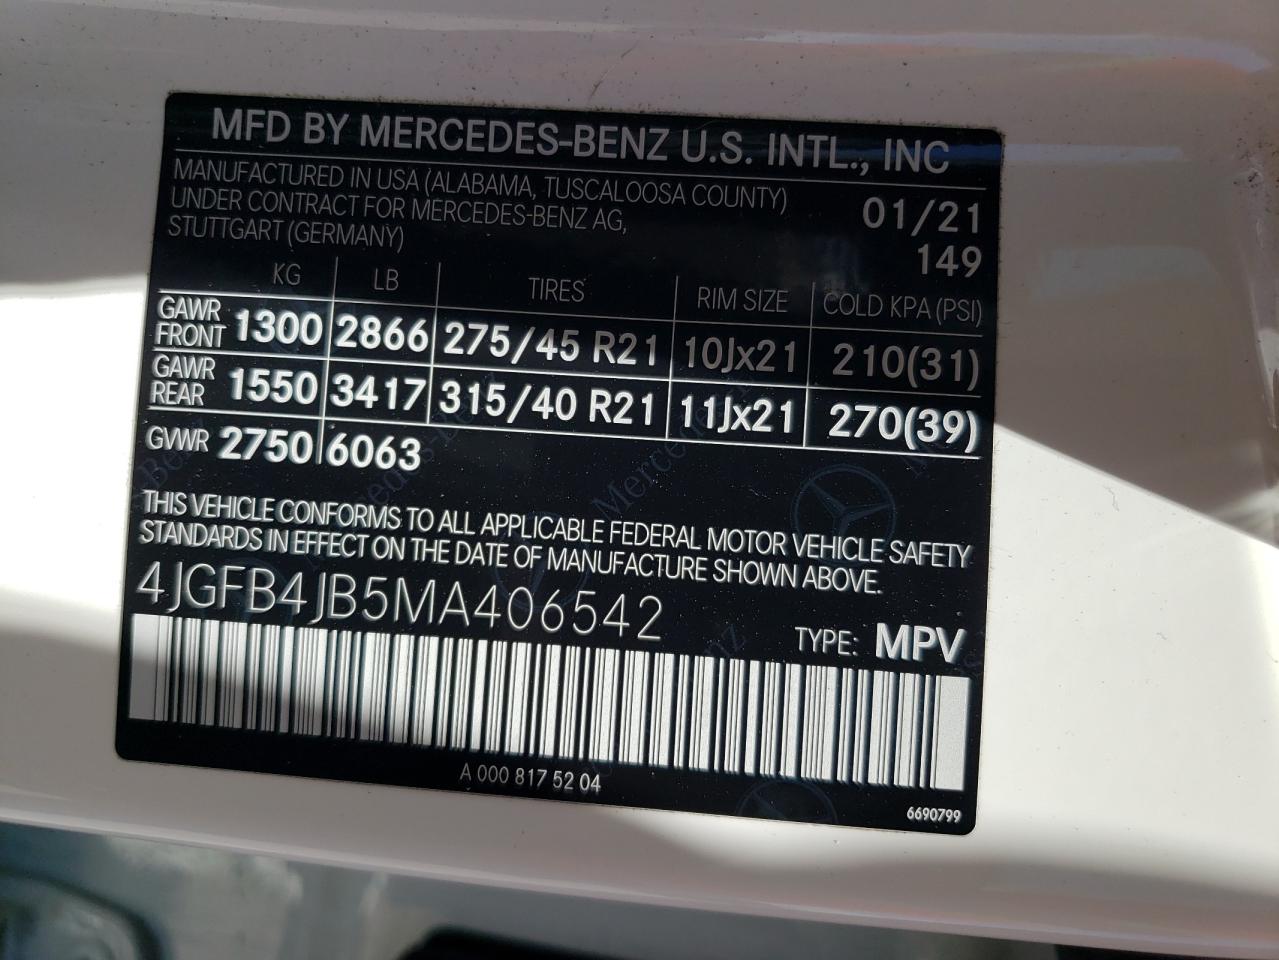 MFD BY MERCEDES-BENZ U.S. INTL., INC
MANUFACTURED IN USA (ALABAMA, TUSCALOOSA COUNTY)
UNDER CONTRACT FOR MERCEDES-BENZ AG,
STUTTGART (GERMANY)
01/21
149
KG LB TIRES RIM SIZE COLD KPA (PSI)
GAWR FRONT 1300 2866 275/45 R21 10Jx21 210(31)
GAWR REAR 1550 3417 315/40 R21 11Jx21 270(39)
GVWR 2750 6063
THIS VEHICLE CONFORMS TO ALL APPLICABLE FEDERAL MOTOR VEHICLE SAFETY
STANDARDS IN EFFECT ON THE DATE OF MANUFACTURE SHOWN ABOVE.
4JGFB4JB5MA406542
TYPE: MPV
A 000 817 52 04
6690799